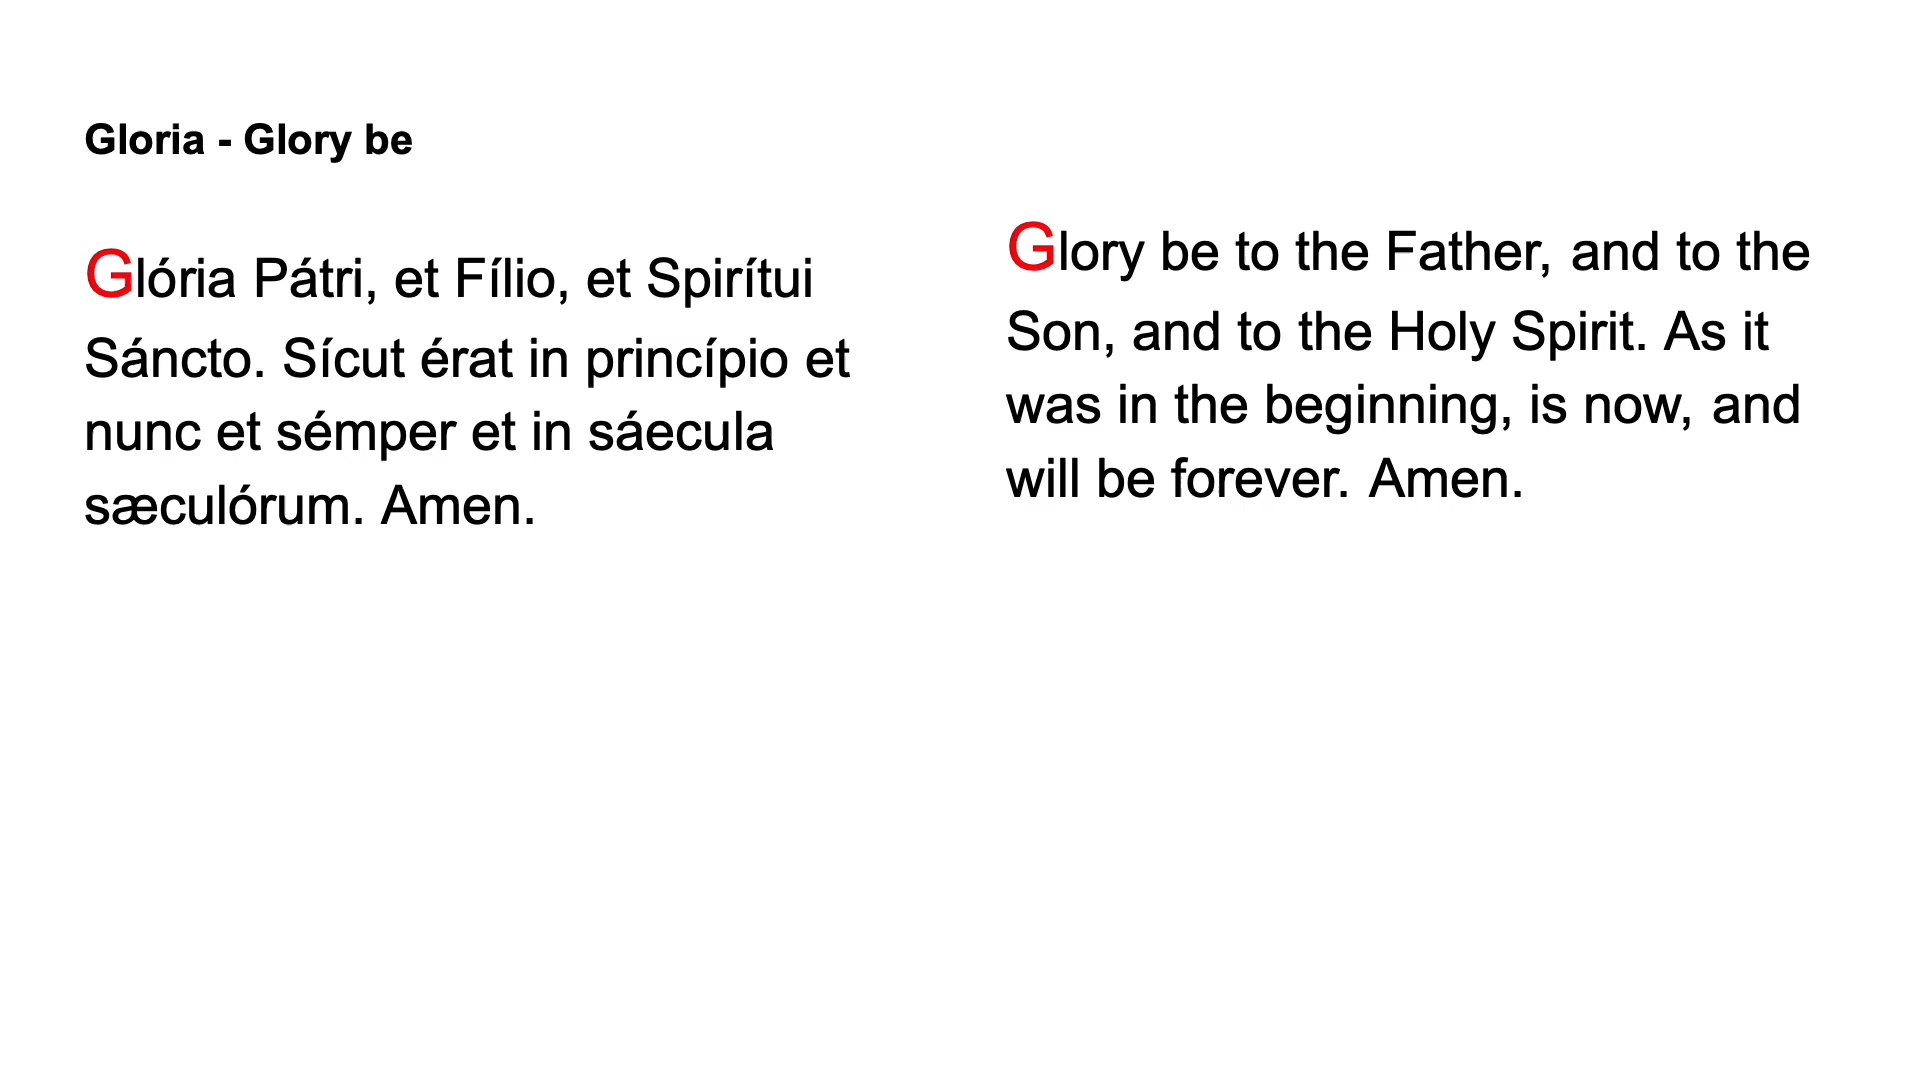 Gloria - Glory be
Glória Pátri, et Fílio, et Spirítui
Sáncto. Sícut érat in princípio et
nunc et sémper et in sáecula
sæculórum. Amen.
Glory be to the Father, and to the
Son, and to the Holy Spirit. As it
was in the beginning, is now, and
will be forever. Amen.